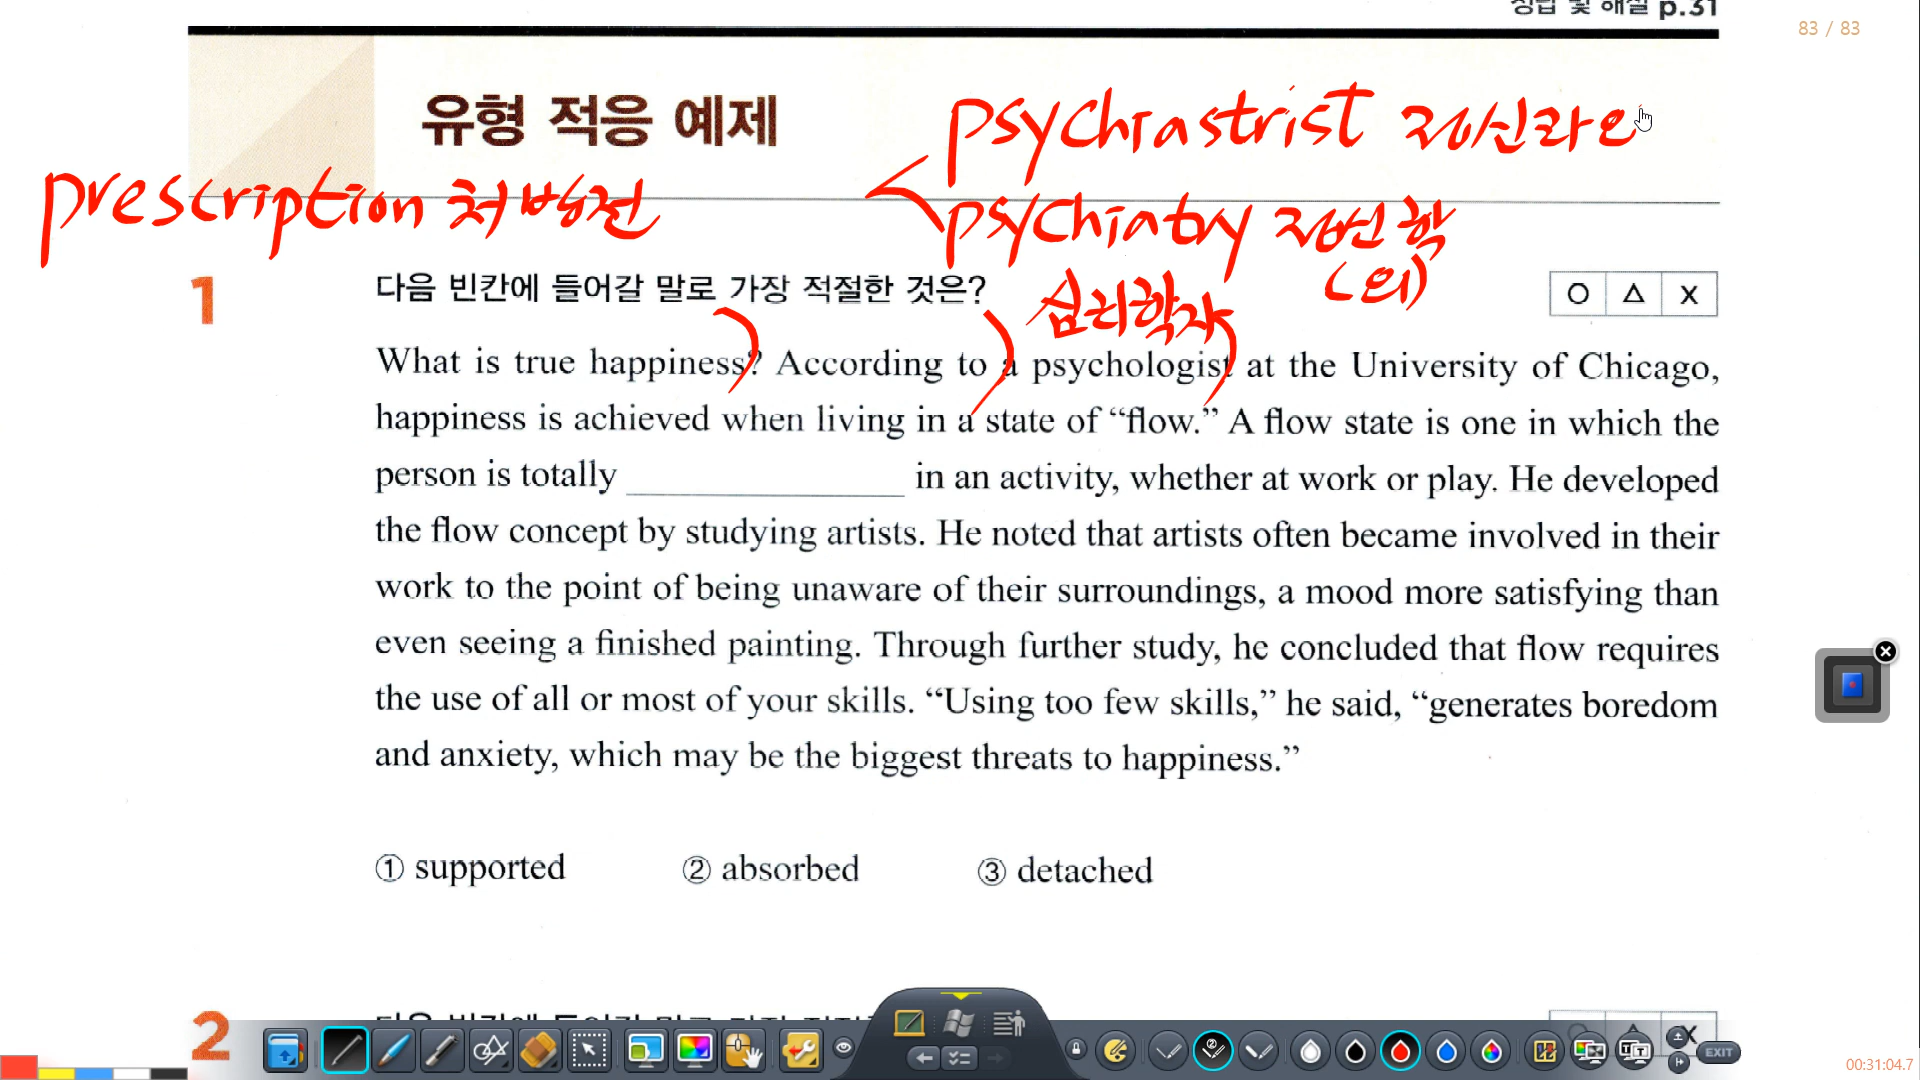 정답 및 해설 p.31
83 / 83
유형 적응 예제
psychiastrist 정신과의
prescription 처방전
psychiatry 정신학
(의)
심리학자
1
다음 빈칸에 들어갈 말로 가장 적절한 것은?
O △ X
What is true happiness? According to a psychologist at the University of Chicago,
happiness is achieved when living in a state of “flow.” A flow state is one in which the
person is totally ______________ in an activity, whether at work or play. He developed
the flow concept by studying artists. He noted that artists often became involved in their
work to the point of being unaware of their surroundings, a mood more satisfying than
even seeing a finished painting. Through further study, he concluded that flow requires
the use of all or most of your skills. “Using too few skills,” he said, “generates boredom
and anxiety, which may be the biggest threats to happiness.”
① supported ② absorbed ③ detached
2
EXIT
00:31:04.7